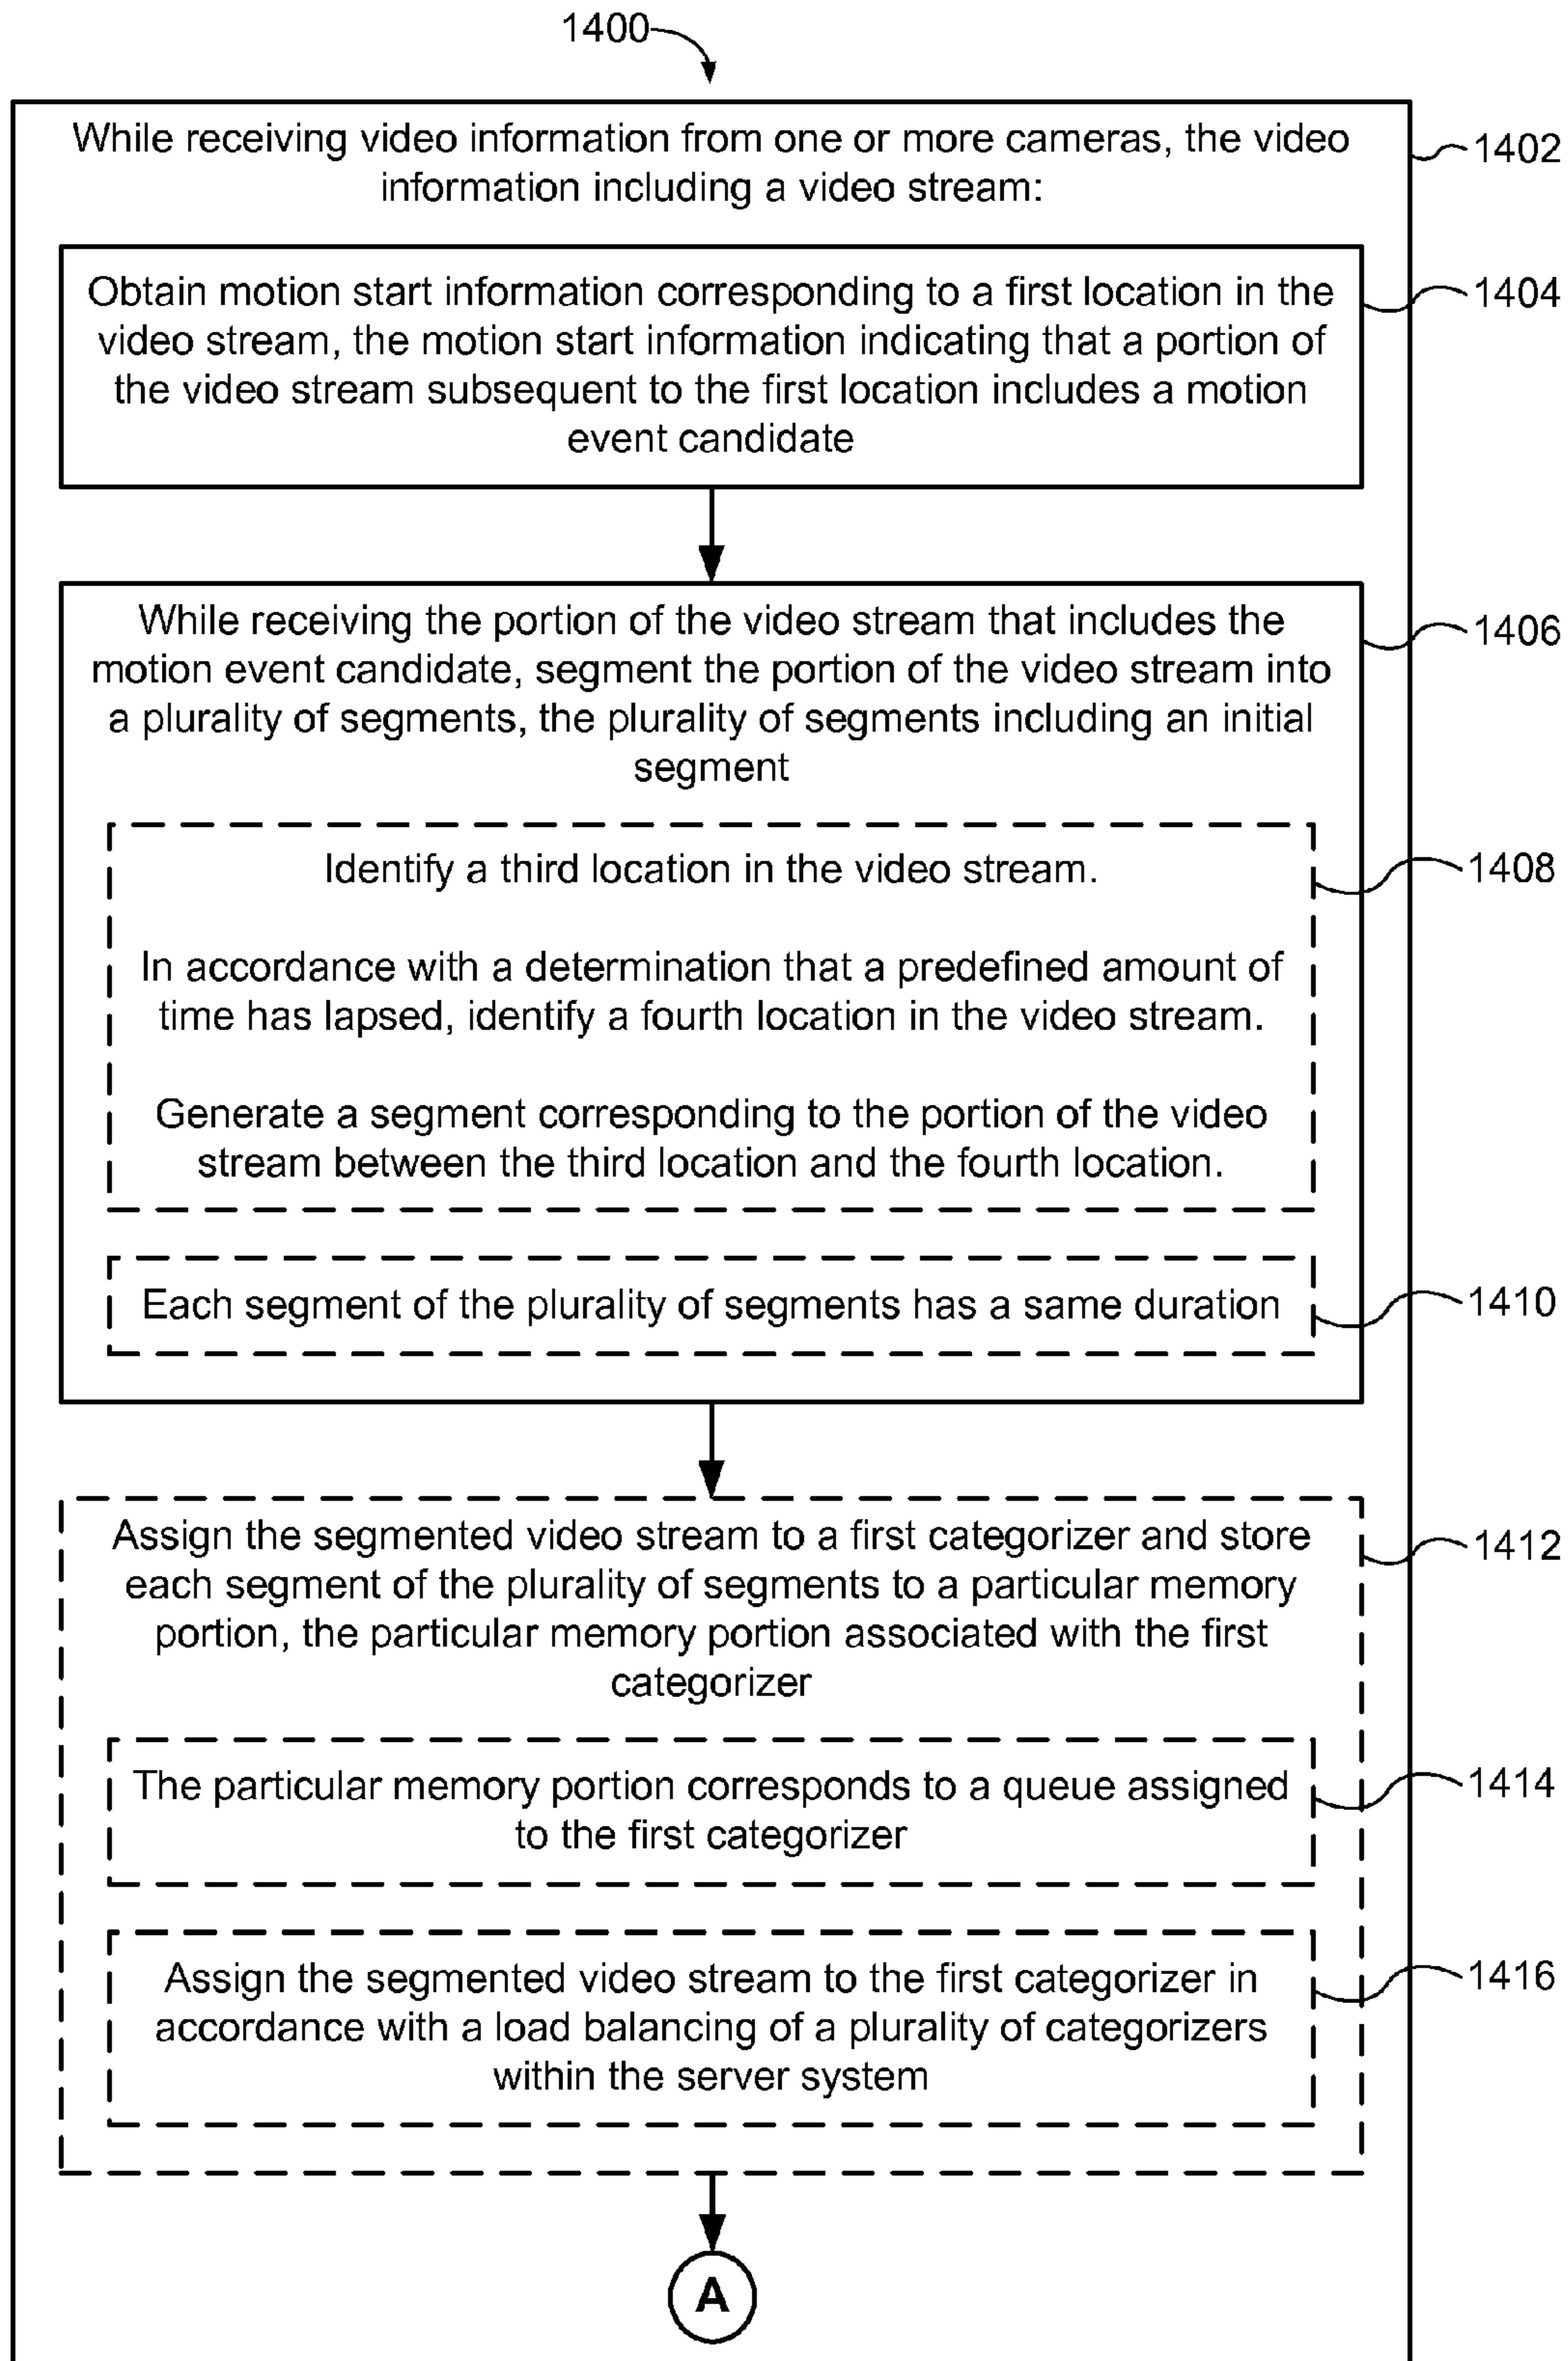 1400
While receiving video information from one or more cameras, the video
information including a video stream:
1402
Obtain motion start information corresponding to a first location in the
video stream, the motion start information indicating that a portion of
the video stream subsequent to the first location includes a motion
event candidate
1404
While receiving the portion of the video stream that includes the
motion event candidate, segment the portion of the video stream into
a plurality of segments, the plurality of segments including an initial
segment
1406
Identify a third location in the video stream.
In accordance with a determination that a predefined amount of
time has lapsed, identify a fourth location in the video stream.
Generate a segment corresponding to the portion of the video
stream between the third location and the fourth location.
1408
Each segment of the plurality of segments has a same duration
1410
Assign the segmented video stream to a first categorizer and store
each segment of the plurality of segments to a particular memory
portion, the particular memory portion associated with the first
categorizer
1412
The particular memory portion corresponds to a queue assigned
to the first categorizer
1414
Assign the segmented video stream to the first categorizer in
accordance with a load balancing of a plurality of categorizers
within the server system
1416
A